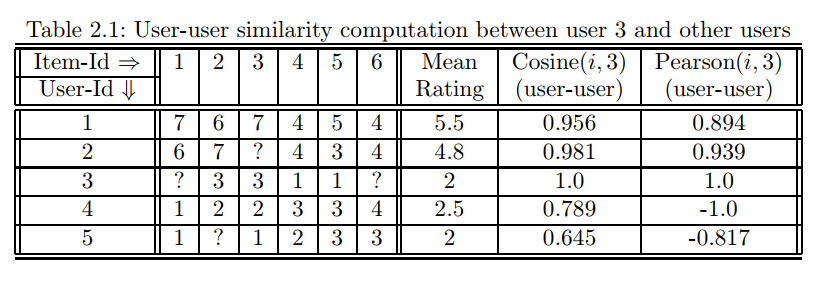 Table 2.1: User-user similarity computation between user 3 and other users
Item-Id ⇒ 1 2 3 4 5 6 Mean Cosine(i, 3) Pearson(i, 3)
User-Id ⇓ Rating (user-user) (user-user)
1 7 6 7 4 5 4 5.5 0.956 0.894
2 6 7 ? 4 3 4 4.8 0.981 0.939
3 ? 3 3 1 1 ? 2 1.0 1.0
4 1 2 2 3 3 4 2.5 0.789 -1.0
5 1 ? 1 2 3 3 2 0.645 -0.817